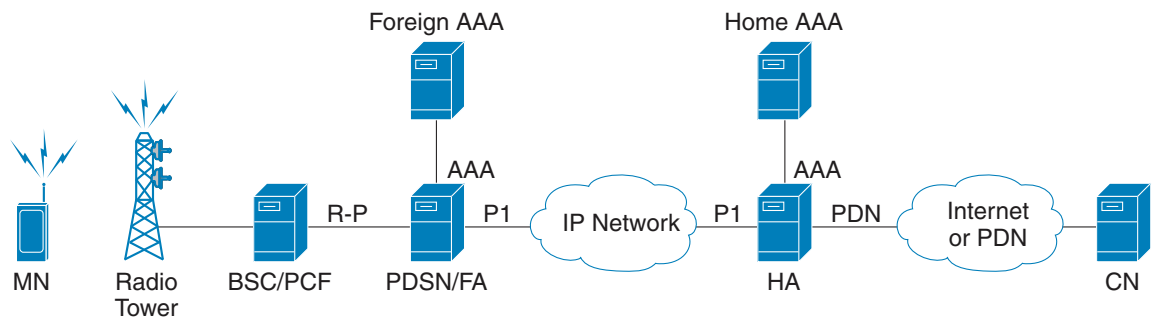 Foreign AAA
Home AAA
AAA
AAA
R-P
P1
IP Network
P1
PDN
Internet
or PDN
MN
Radio
Tower
BSC/PCF
PDSN/FA
HA
CN